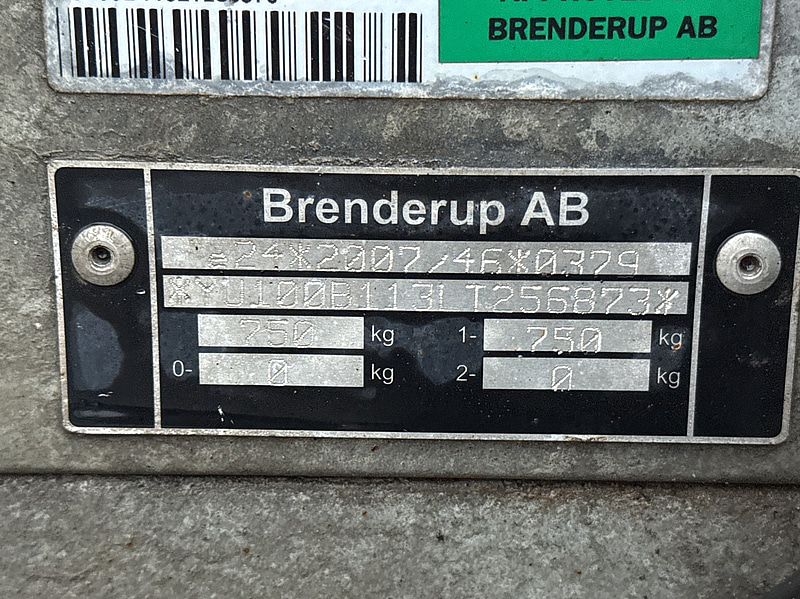 BRENDERUP AB
Brenderup AB
e24*2007/46*0379
*YU100B113LT256873*
750 kg 1- 750 kg
0- 0 kg 2- 0 kg